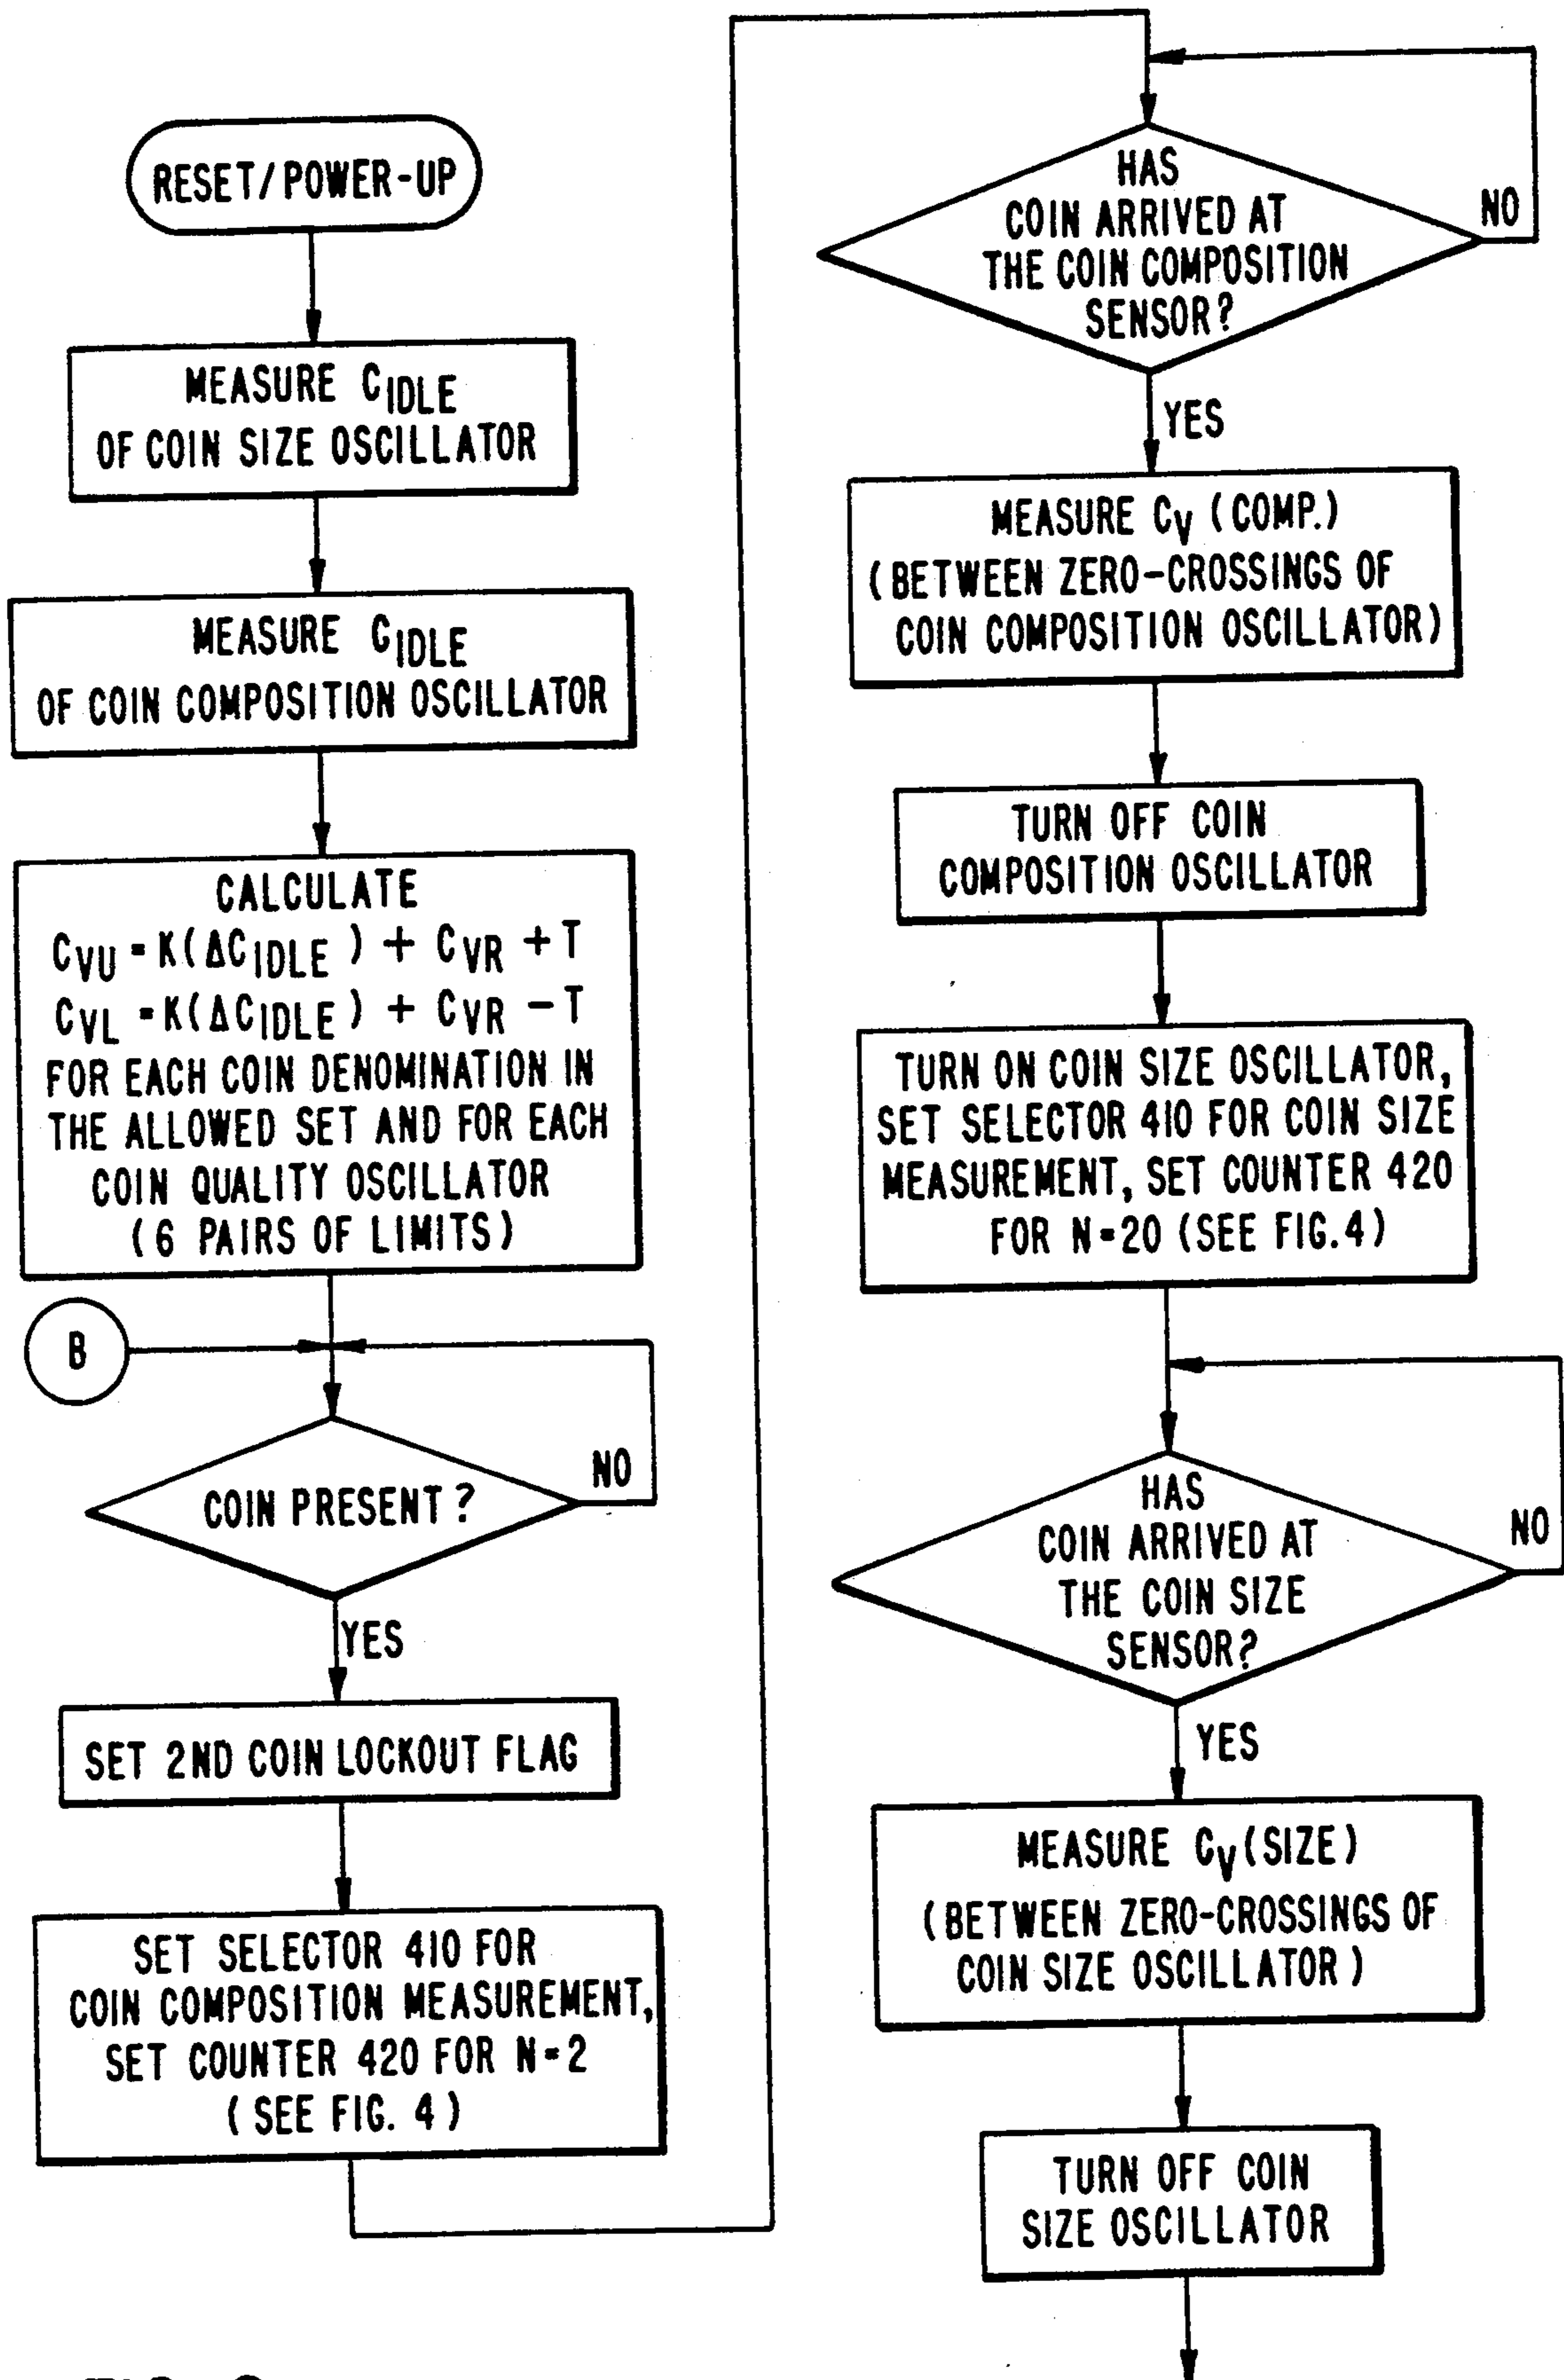 RESET/POWER-UP
MEASURE CIDLE
OF COIN SIZE OSCILLATOR
MEASURE CIDLE
OF COIN COMPOSITION OSCILLATOR
CALCULATE
CVU = K(ΔCIDLE) + CVR + T
CVL = K(ΔCIDLE) + CVR − T
FOR EACH COIN DENOMINATION IN
THE ALLOWED SET AND FOR EACH
COIN QUALITY OSCILLATOR
(6 PAIRS OF LIMITS)
B
COIN PRESENT?
NO
YES
SET 2ND COIN LOCKOUT FLAG
SET SELECTOR 410 FOR
COIN COMPOSITION MEASUREMENT,
SET COUNTER 420 FOR N=2
(SEE FIG. 4)
HAS
COIN ARRIVED AT
THE COIN COMPOSITION
SENSOR?
NO
YES
MEASURE CV (COMP.)
(BETWEEN ZERO-CROSSINGS OF
COIN COMPOSITION OSCILLATOR)
TURN OFF COIN
COMPOSITION OSCILLATOR
TURN ON COIN SIZE OSCILLATOR,
SET SELECTOR 410 FOR COIN SIZE
MEASUREMENT, SET COUNTER 420
FOR N=20 (SEE FIG.4)
HAS
COIN ARRIVED AT
THE COIN SIZE
SENSOR?
NO
YES
MEASURE CV(SIZE)
(BETWEEN ZERO-CROSSINGS OF
COIN SIZE OSCILLATOR)
TURN OFF COIN
SIZE OSCILLATOR